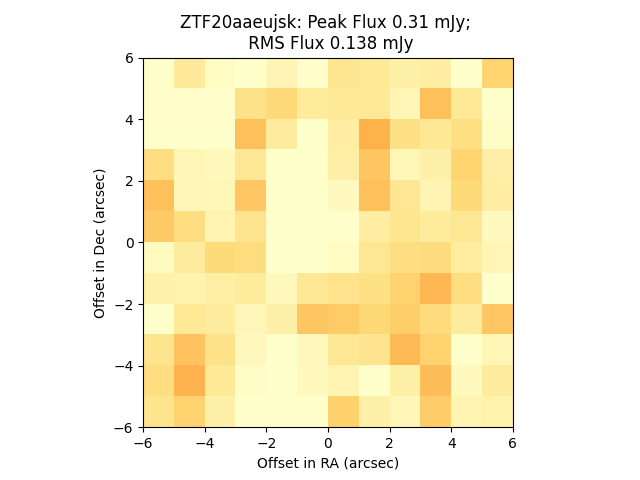 ZTF20aaeujsk: Peak Flux 0.31 mJy;
RMS Flux 0.138 mJy
6
4
2
0
−2
−4
−6
Offset in Dec (arcsec)
−6 −4 −2 0 2 4 6
Offset in RA (arcsec)